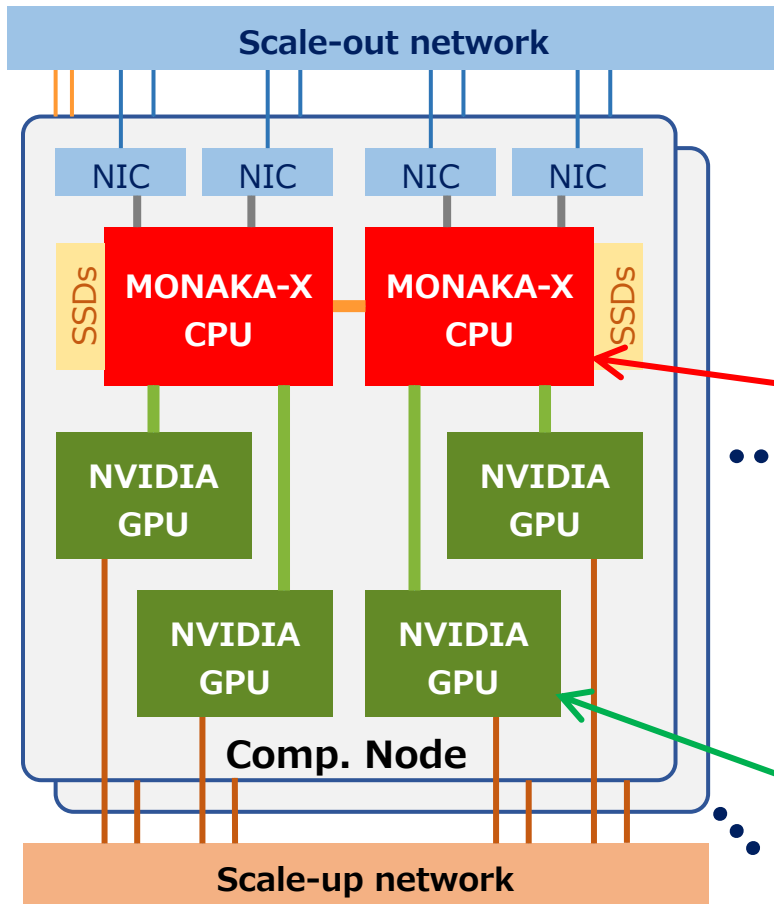 Scale-out network
NIC
NIC
NIC
NIC
SSDs
MONAKA-X
CPU
MONAKA-X
CPU
SSDs
NVIDIA
GPU
NVIDIA
GPU
NVIDIA
GPU
NVIDIA
GPU
Comp. Node
Scale-up network